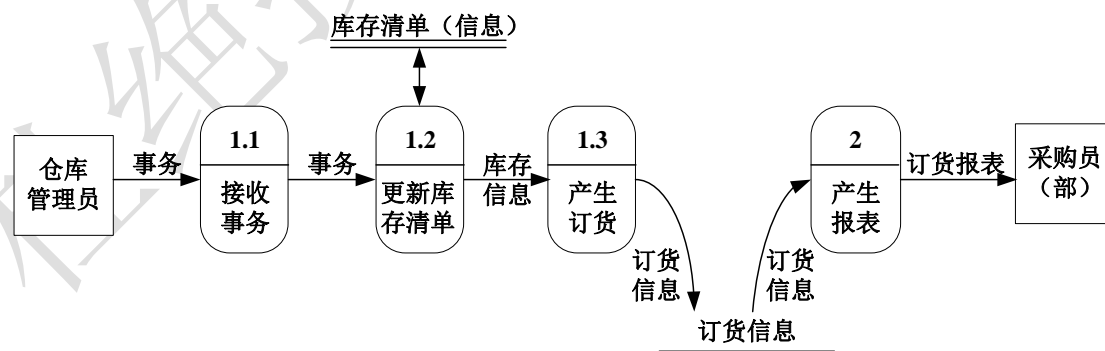 库存清单（信息）
1.1
1.2
1.3
2
仓库
管理员
事务
接收
事务
事务
更新库
存清单
库存
信息
产生
订货
产生
报表
订货报表
采购员
（部）
订货
信息
订货
信息
订货信息